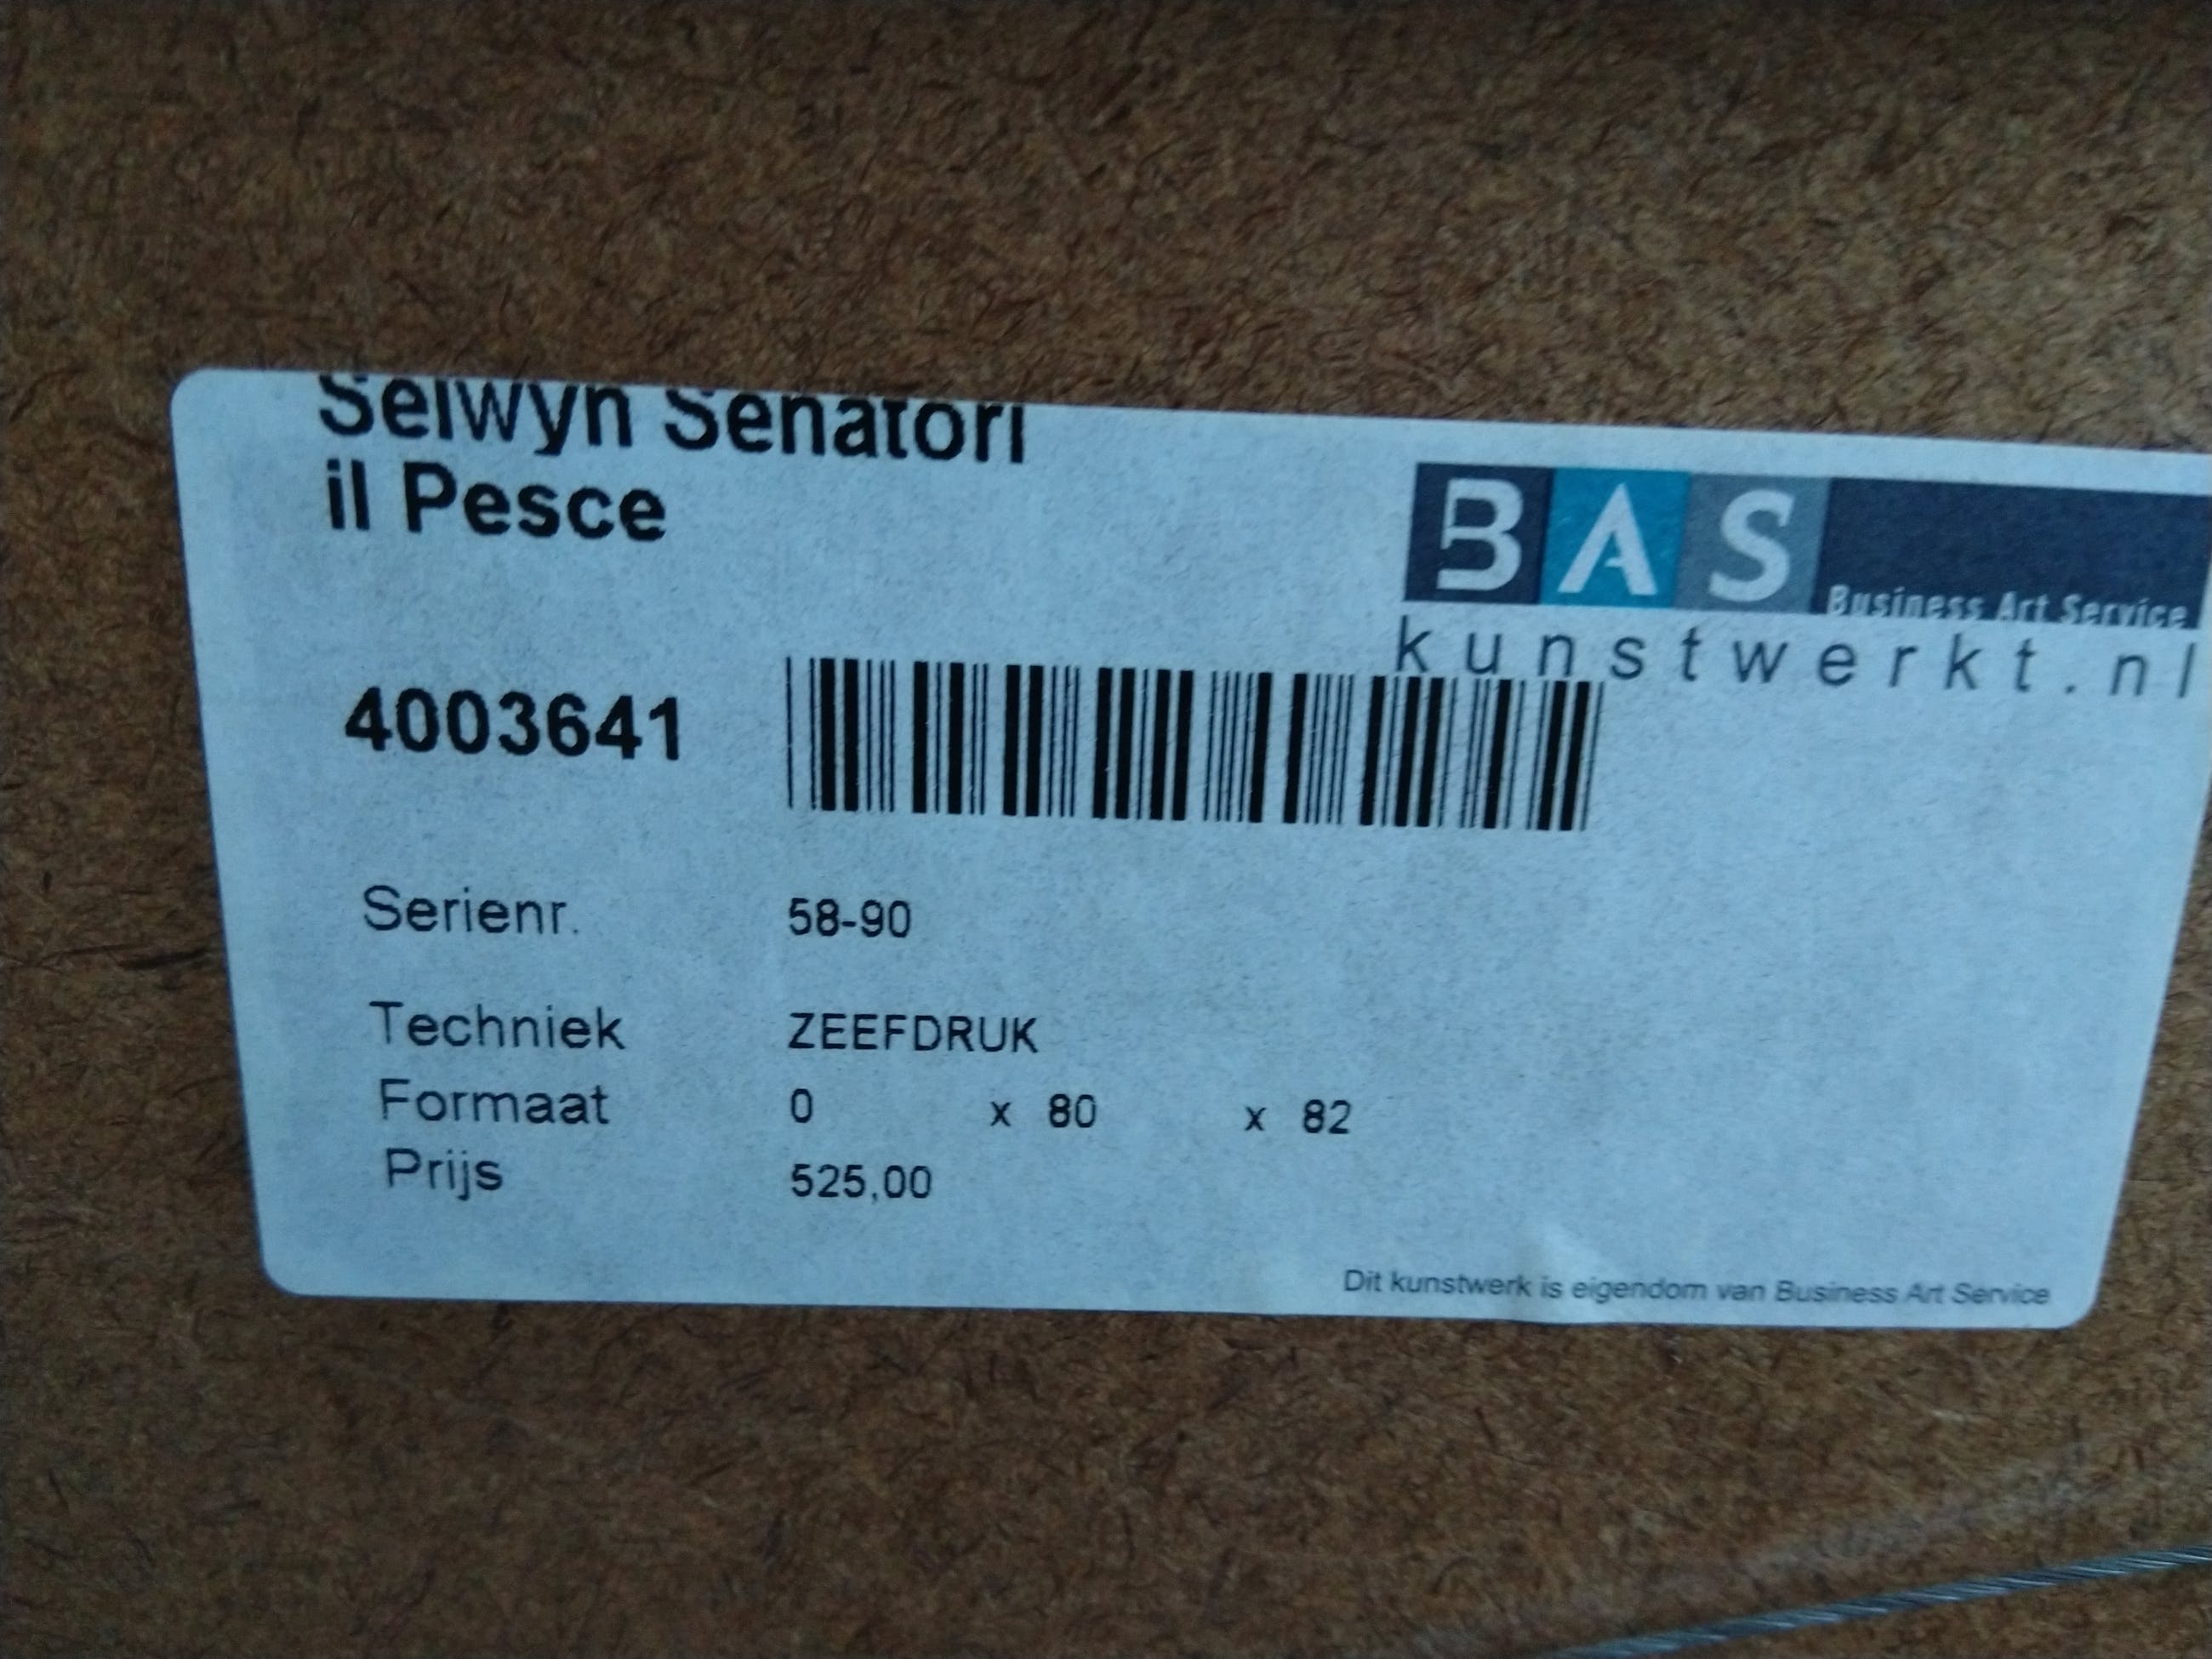 Selwyn Senatori
il Pesce
BAS Business Art Service
kunstwerkt.nl
4003641
Serienr. 58-90
Techniek ZEEFDRUK
Formaat 0 x 80 x 82
Prijs 525,00
Dit kunstwerk is eigendom van Business Art Service